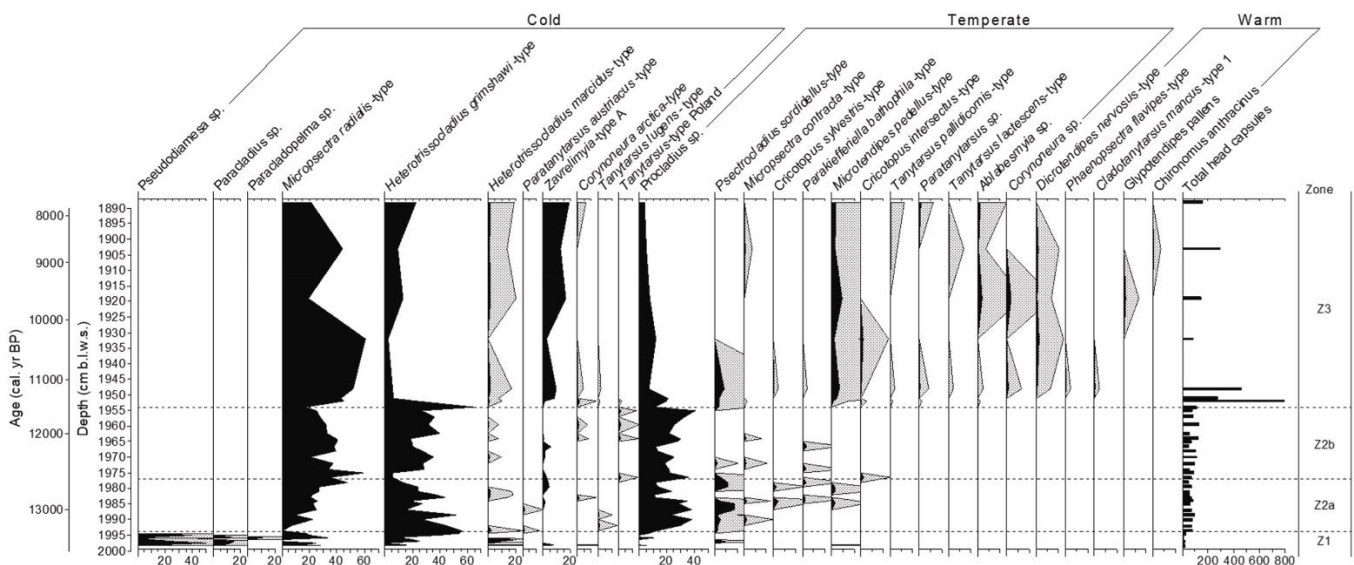 Cold Temperate Warm
Pseudodiamesa sp.
Paracladius sp.
Paracladopelma sp.
Micropsectra radialis-type
Heterotrissocladius grimshawi-type
Heterotrissocladius marcidus-type
Paratanytarsus austriacus-type
Zavrelimyia-type A
Corynoneura arctica-type
Tanytarsus lugens-type
Tanytarsus-type Poland
Procladius sp.
Psectrocladius sordidellus-type
Micropsectra contracta-type
Cricotopus sylvestris-type
Parakiefferiella bathophila-type
Microtendipes pedellus-type
Cricotopus intersectus-type
Tanytarsus pallidicornis-type
Paratanytarsus sp.
Tanytarsus lactescens-type
Ablabesmyia sp.
Corynoneura sp.
Dicrotendipes nervosus-type
Phaenopsectra flavipes-type
Cladotanytarsus mancus-type 1
Glyptotendipes pallens
Chironomus anthracinus
Total head capsules
Zone
Age (cal. yr BP)
8000
9000
10000
11000
12000
13000
Depth (cm b.l.w.s.)
1890
1895
1900
1905
1910
1915
1920
1925
1930
1935
1940
1945
1950
1955
1960
1965
1970
1975
1980
1985
1990
1995
2000
Z3
Z2b
Z2a
Z1
20 40 20 20 20 40 60 20 40 60 20 20 20 40 200 400 600 800